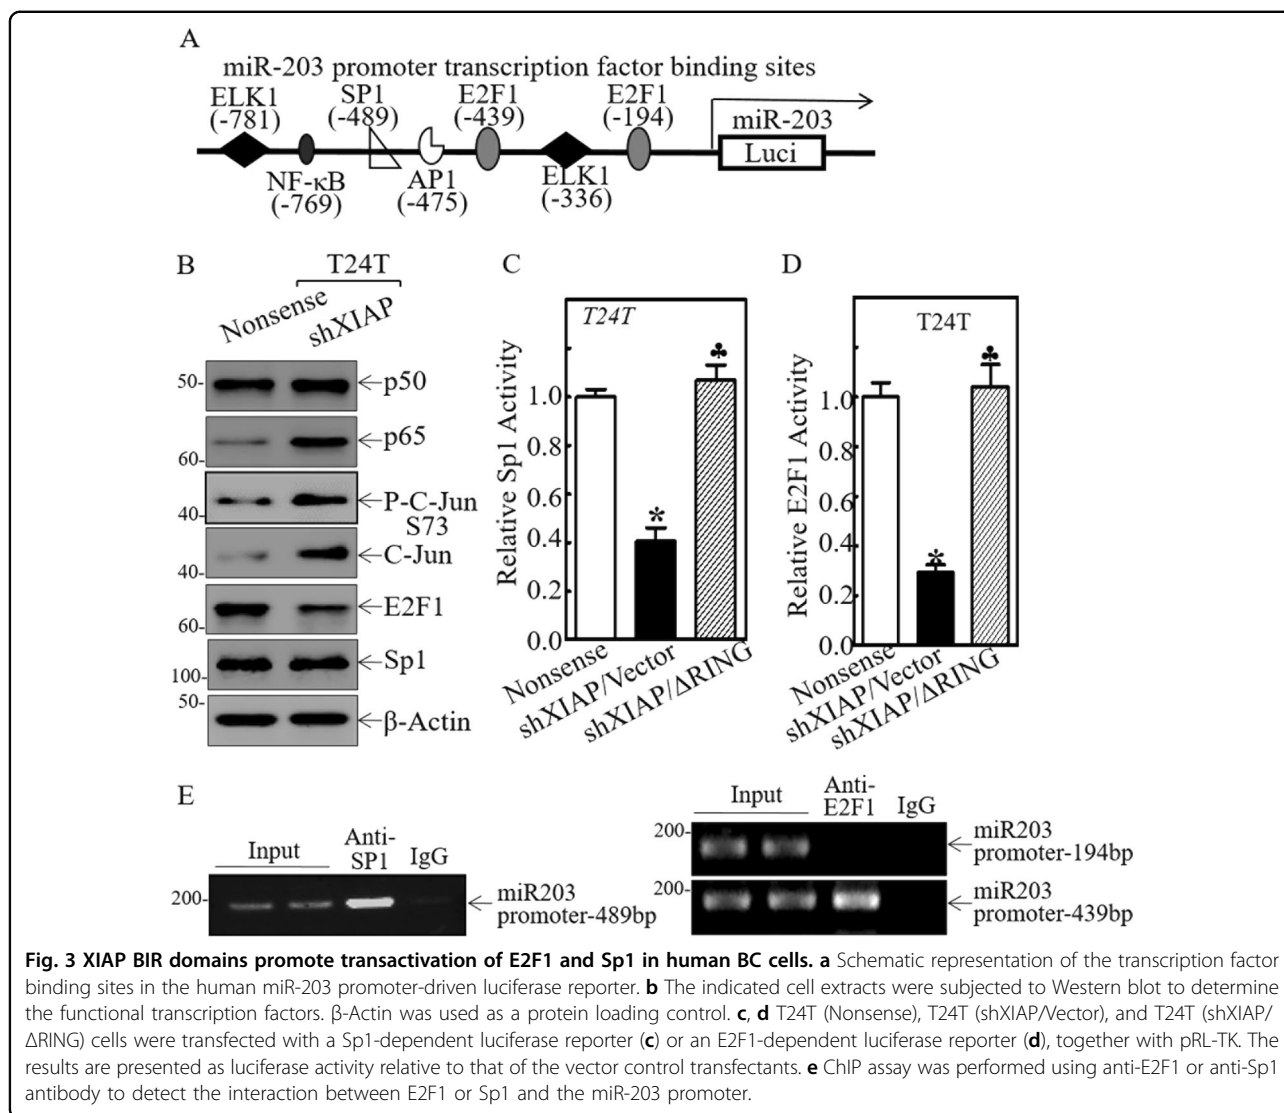 A
miR-203 promoter transcription factor binding sites
ELK1 SP1 E2F1 E2F1
(-781) (-489) (-439) (-194) miR-203
Luci
NF-κB AP1 ELK1
(-769) (-475) (-336)
B
T24T
Nonsense
shXIAP
50- p50
p65
60-
P-C-Jun
40- S73
C-Jun
40-
E2F1
60-
Sp1
100-
50-
β-Actin
C
T24T
Relative Sp1 Activity
1.0
0.8
0.6
0.4
0.2
0.0
*
♣
Nonsense
shXIAP/Vector
shXIAP/ΔRING
D
T24T
Relative E2F1 Activity
1.0
0.8
0.6
0.4
0.2
0.0
*
♣
Nonsense
shXIAP/Vector
shXIAP/ΔRING
E
Input Anti-
SP1 IgG
200- miR203
promoter-489bp
Input Anti-
E2F1 IgG
200- miR203
promoter-194bp
200- miR203
promoter-439bp
Fig. 3 XIAP BIR domains promote transactivation of E2F1 and Sp1 in human BC cells. a Schematic representation of the transcription factor
binding sites in the human miR-203 promoter-driven luciferase reporter. b The indicated cell extracts were subjected to Western blot to determine
the functional transcription factors. β-Actin was used as a protein loading control. c, d T24T (Nonsense), T24T (shXIAP/Vector), and T24T (shXIAP/
ΔRING) cells were transfected with a Sp1-dependent luciferase reporter (c) or an E2F1-dependent luciferase reporter (d), together with pRL-TK. The
results are presented as luciferase activity relative to that of the vector control transfectants. e ChIP assay was performed using anti-E2F1 or anti-Sp1
antibody to detect the interaction between E2F1 or Sp1 and the miR-203 promoter.